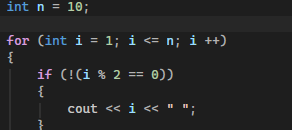 int n = 10;
for (int i = 1; i <= n; i ++)
{
if (!(i % 2 == 0))
{
cout << i << " ";
}